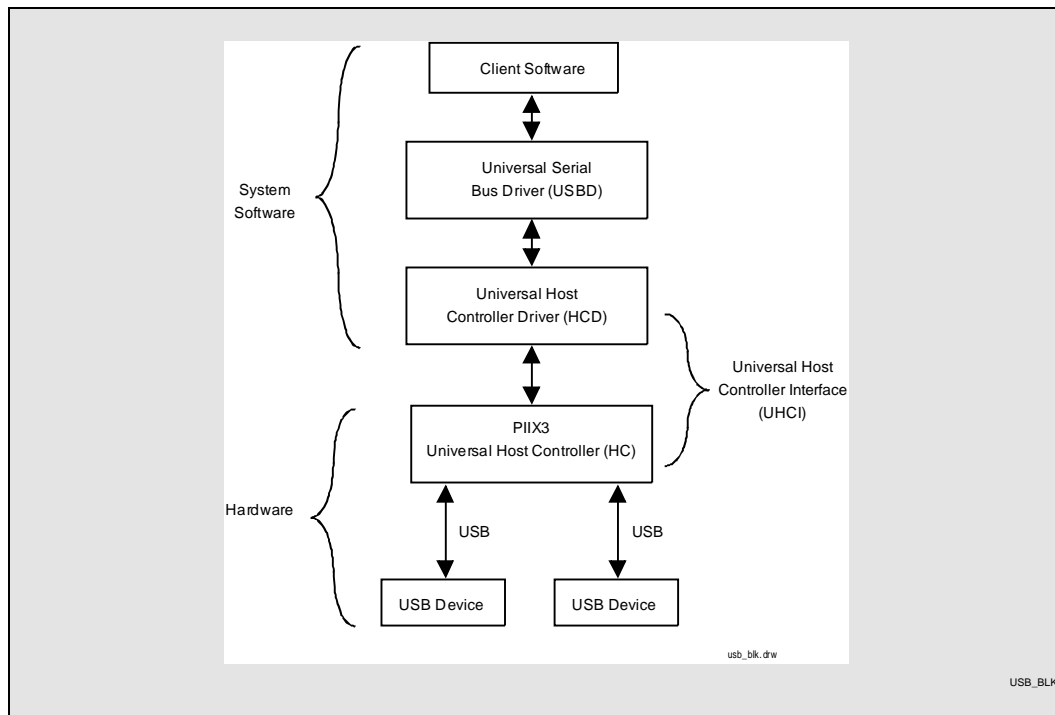 Client Software
Universal Serial
Bus Driver (USBD)
System
Software
Universal Host
Controller Driver (HCD)
Universal Host
Controller Interface
(UHCI)
PIIX3
Universal Host Controller (HC)
Hardware
USB
USB
USB Device
USB Device
usb_blk.drw
USB_BLK